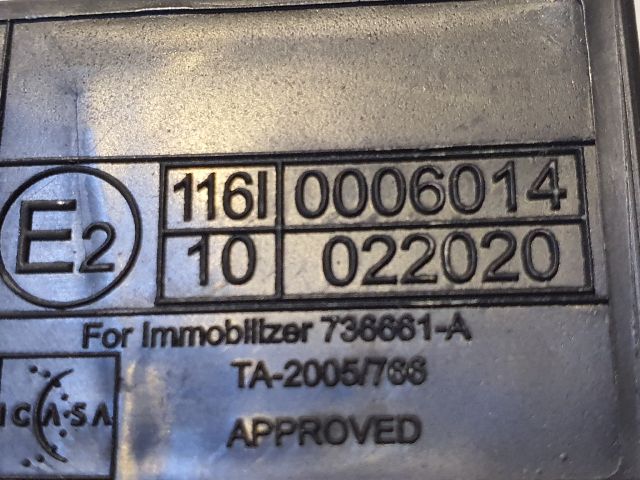 E2
116I 0006014
10 022020
For Immobilizer 736661-A
TA-2005/766
ICASA
APPROVED